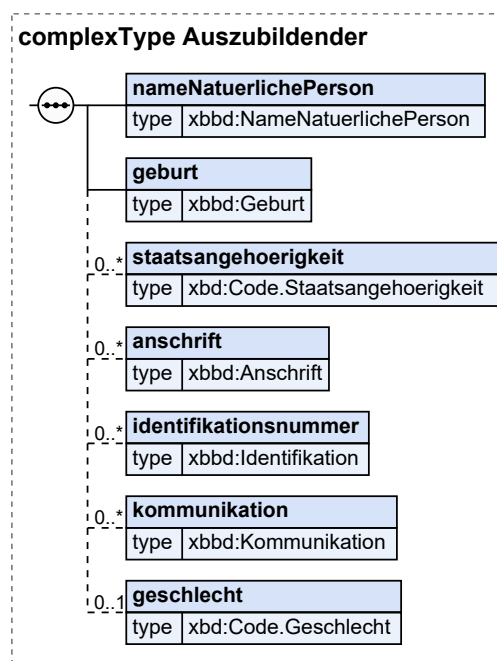 complexType Auszubildender
nameNatuerlichePerson
type xbbd:NameNatuerlichePerson
geburt
type xbbd:Geburt
0..* staatsangehoerigkeit
type xbd:Code.Staatsangehoerigkeit
0..* anschrift
type xbbd:Anschrift
0..* identifikationsnummer
type xbbd:Identifikation
0..* kommunikation
type xbbd:Kommunikation
0..1 geschlecht
type xbd:Code.Geschlecht